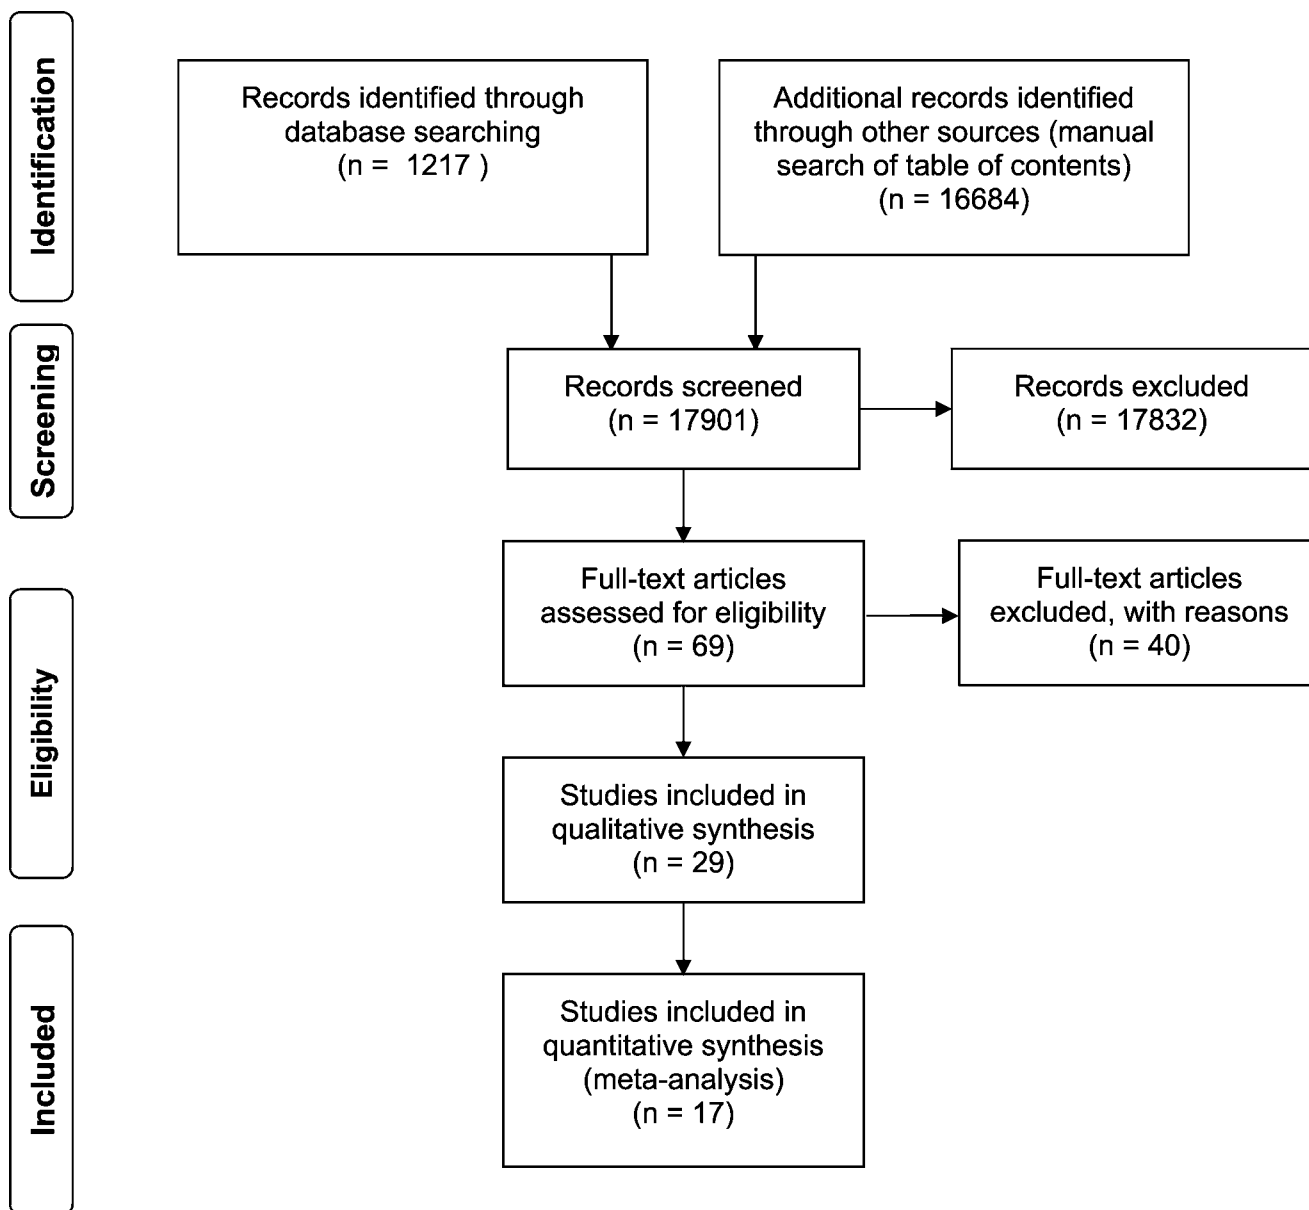 Identification
Records identified through
database searching
(n =  1217 )
Additional records identified
through other sources (manual
search of table of contents)
(n = 16684)
Screening
Records screened
(n = 17901)
Records excluded
(n = 17832)
Eligibility
Full-text articles
assessed for eligibility
(n = 69)
Full-text articles
excluded, with reasons
(n = 40)
Studies included in
qualitative synthesis
(n = 29)
Included
Studies included in
quantitative synthesis
(meta-analysis)
(n = 17)